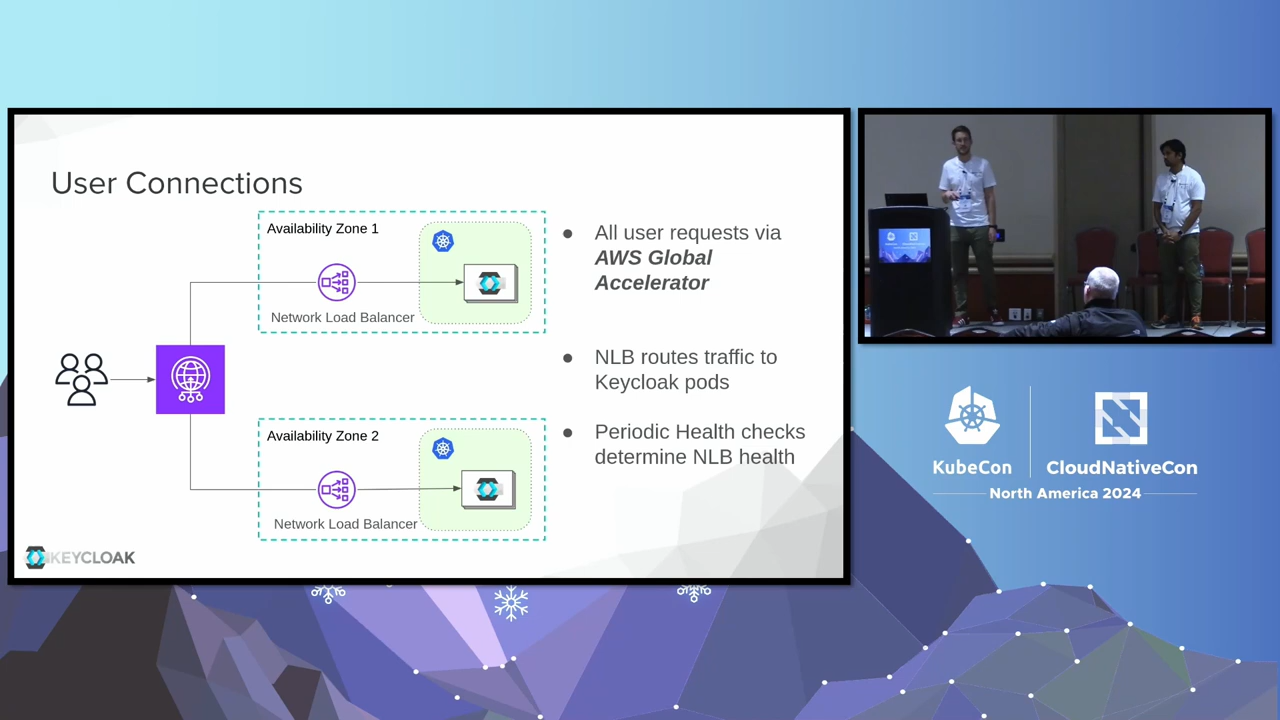 User Connections
Availability Zone 1
Network Load Balancer
Availability Zone 2
Network Load Balancer
● All user requests via
AWS Global
Accelerator
● NLB routes traffic to
Keycloak pods
● Periodic Health checks
determine NLB health
KEYCLOAK
KubeCon
CloudNativeCon
North America 2024